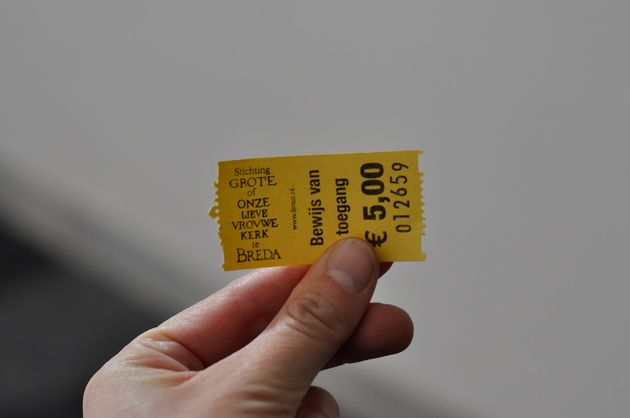 Stichting
GROTE
of
ONZE
LIEVE
VROUWE
KERK
te
BREDA
Bewijs van
toegang
€ 5,00
012659